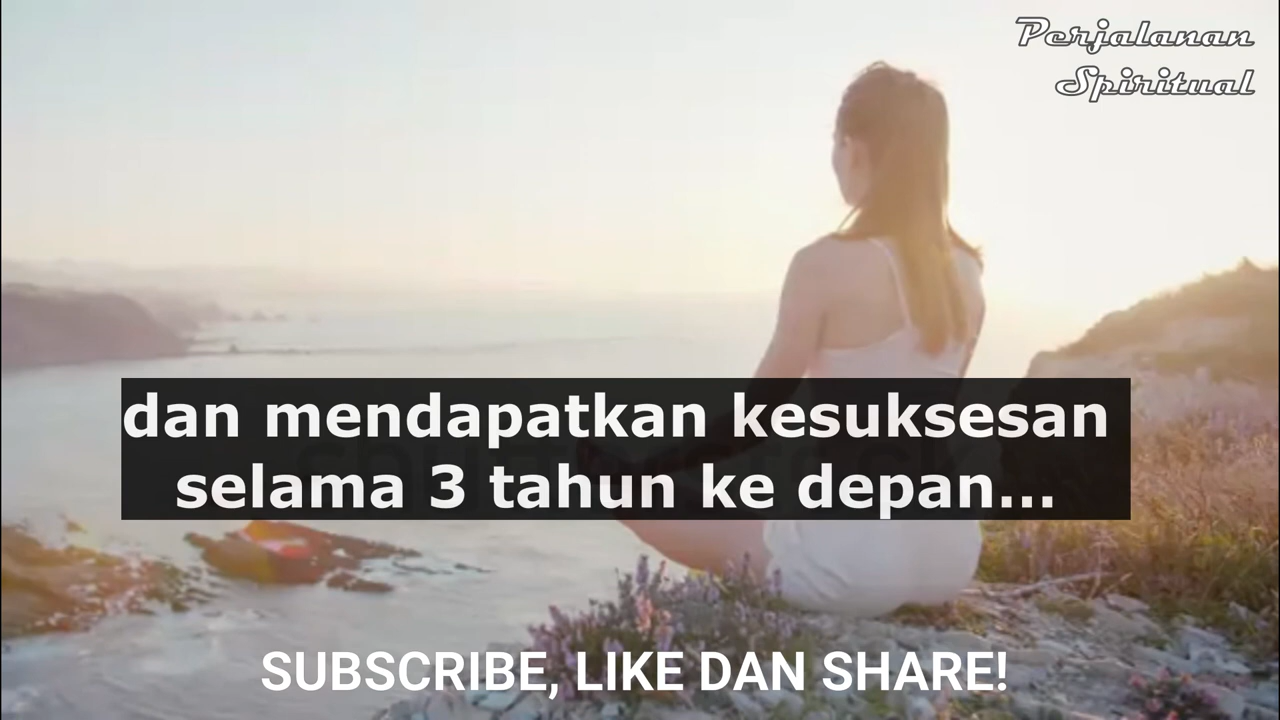 Perjalanan
Spiritual
dan mendapatkan kesuksesan
selama 3 tahun ke depan...
SUBSCRIBE, LIKE DAN SHARE!